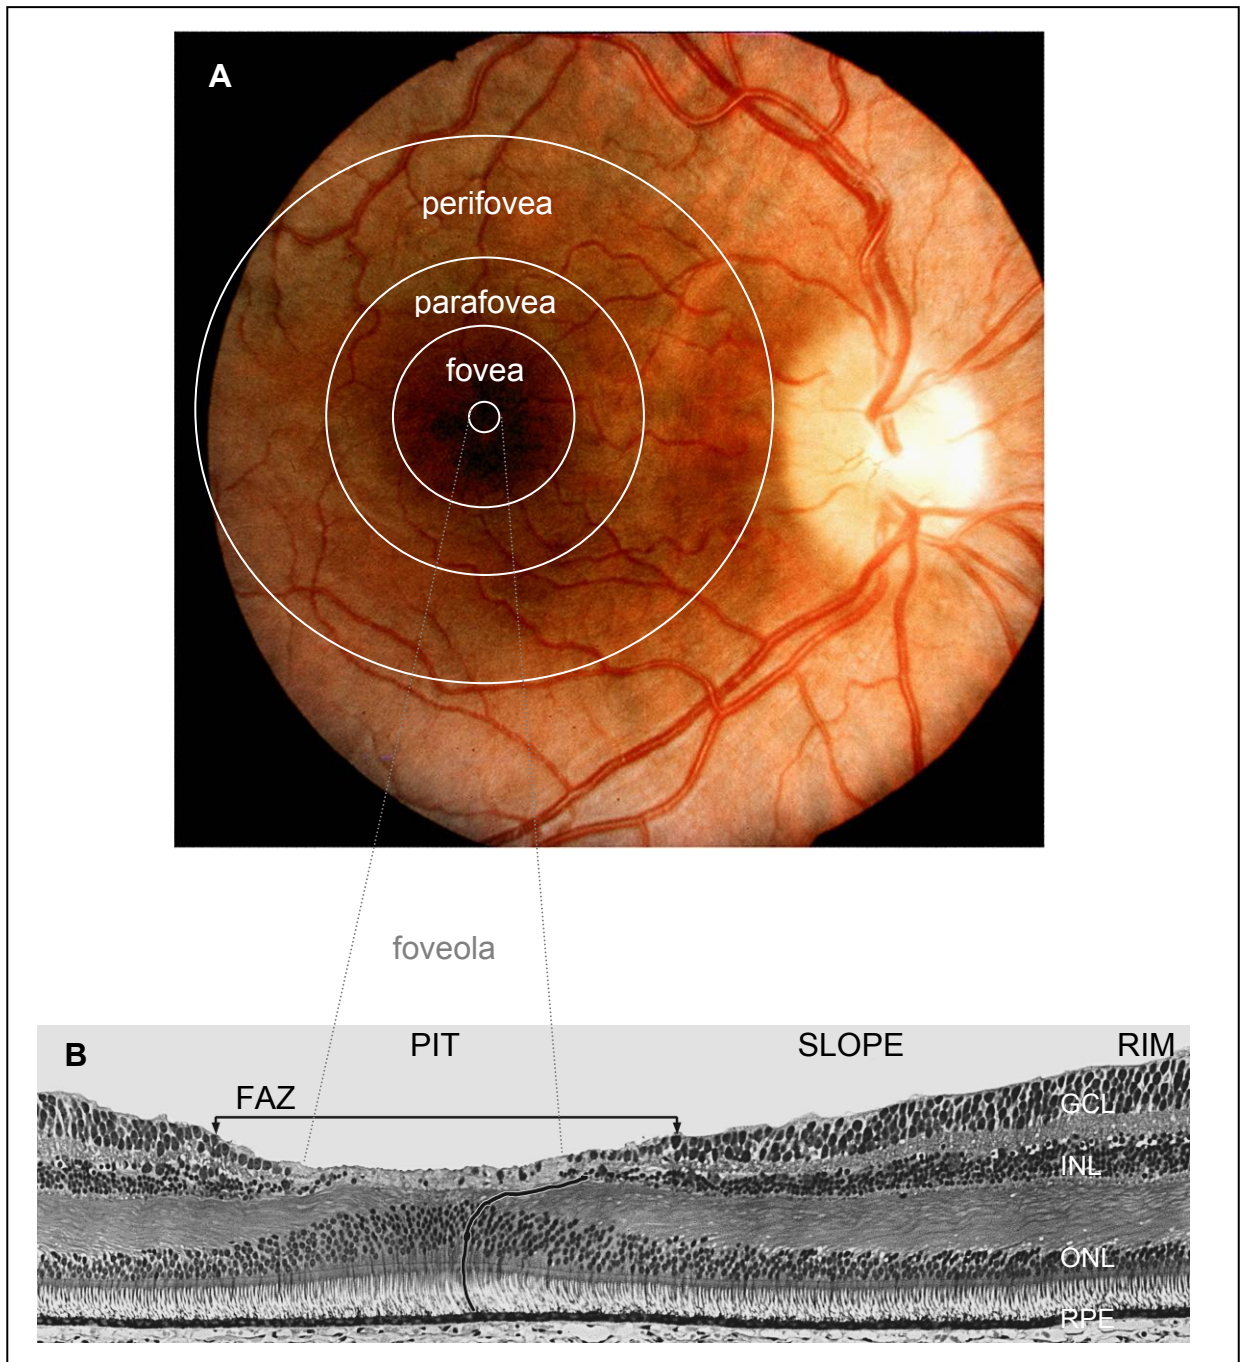 A
perifovea
parafovea
fovea
foveola
B PIT SLOPE RIM
FAZ
GCL
INL
ONL
RPE